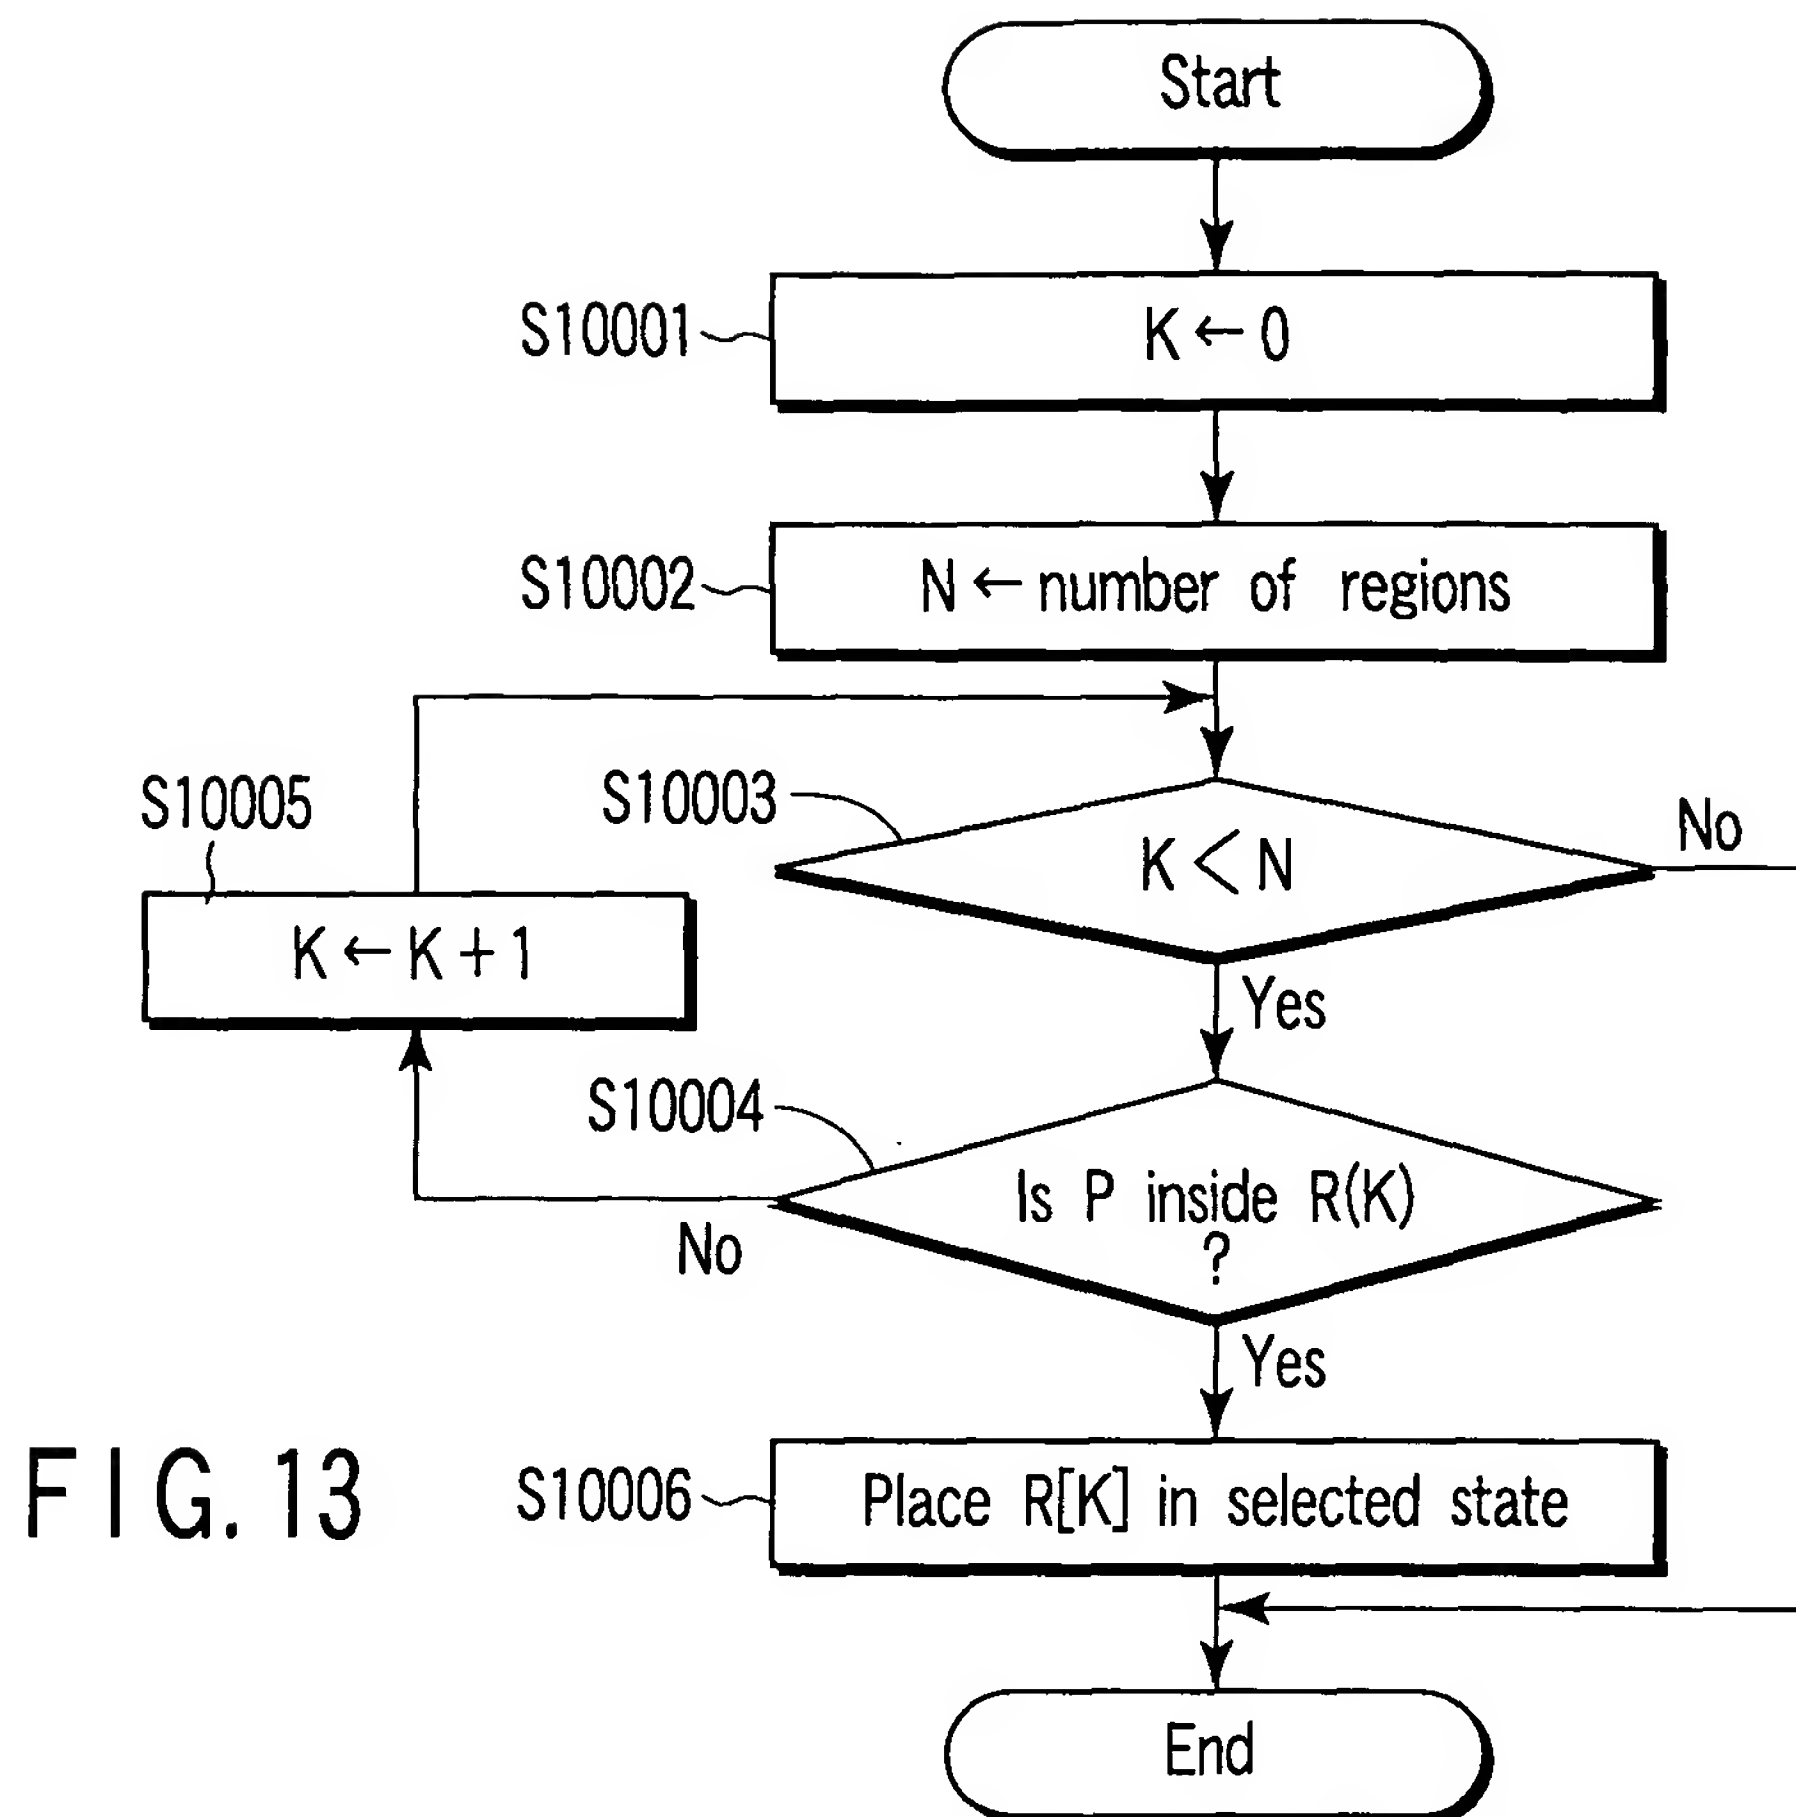 Start
S10001
K ← 0
S10002
N ← number of regions
S10003
K < N
No
S10005
K ← K + 1
Yes
S10004
Is P inside R(K)
?
No
Yes
S10006
Place R[K] in selected state
End
FIG. 13